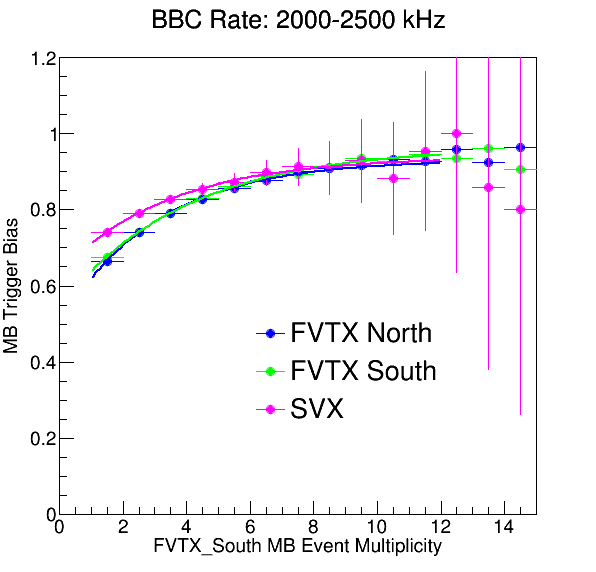 BBC Rate: 2000-2500 kHz
1.2
1
0.8
0.6
0.4
0.2
0
MB Trigger Bias
FVTX North
FVTX South
SVX
0 2 4 6 8 10 12 14
FVTX_South MB Event Multiplicity